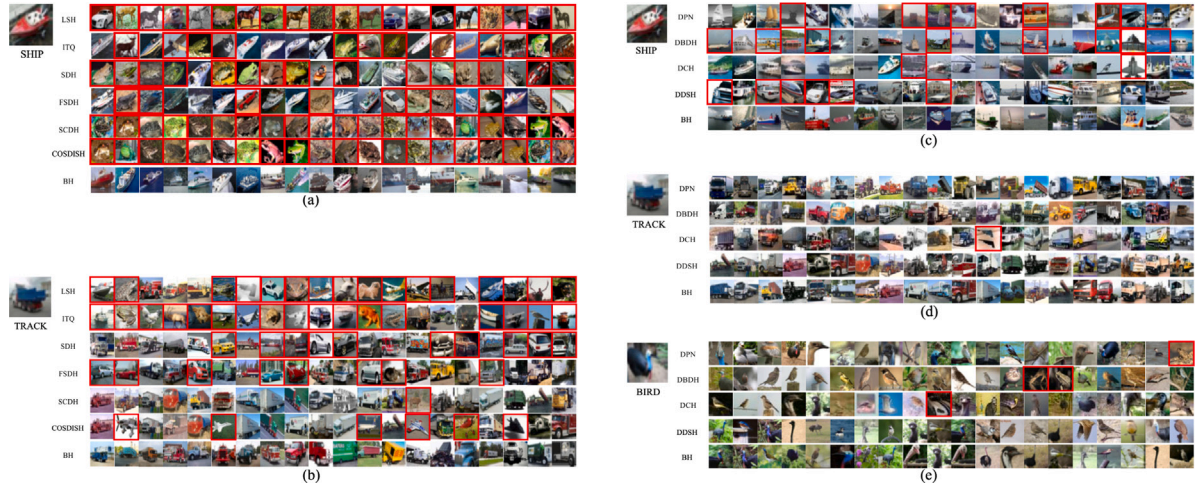 LSH
ITQ
SHIP
SDH
FSDH
SCDH
COSDISH
BH
(a)
LSH
TRACK
ITQ
SDH
FSDH
SCDH
COSDISH
BH
(b)
DPN
DBDH
SHIP
DCH
DDSH
BH
(c)
DPN
DBDH
TRACK
DCH
DDSH
BH
(d)
DPN
DBDH
BIRD
DCH
DDSH
BH
(e)